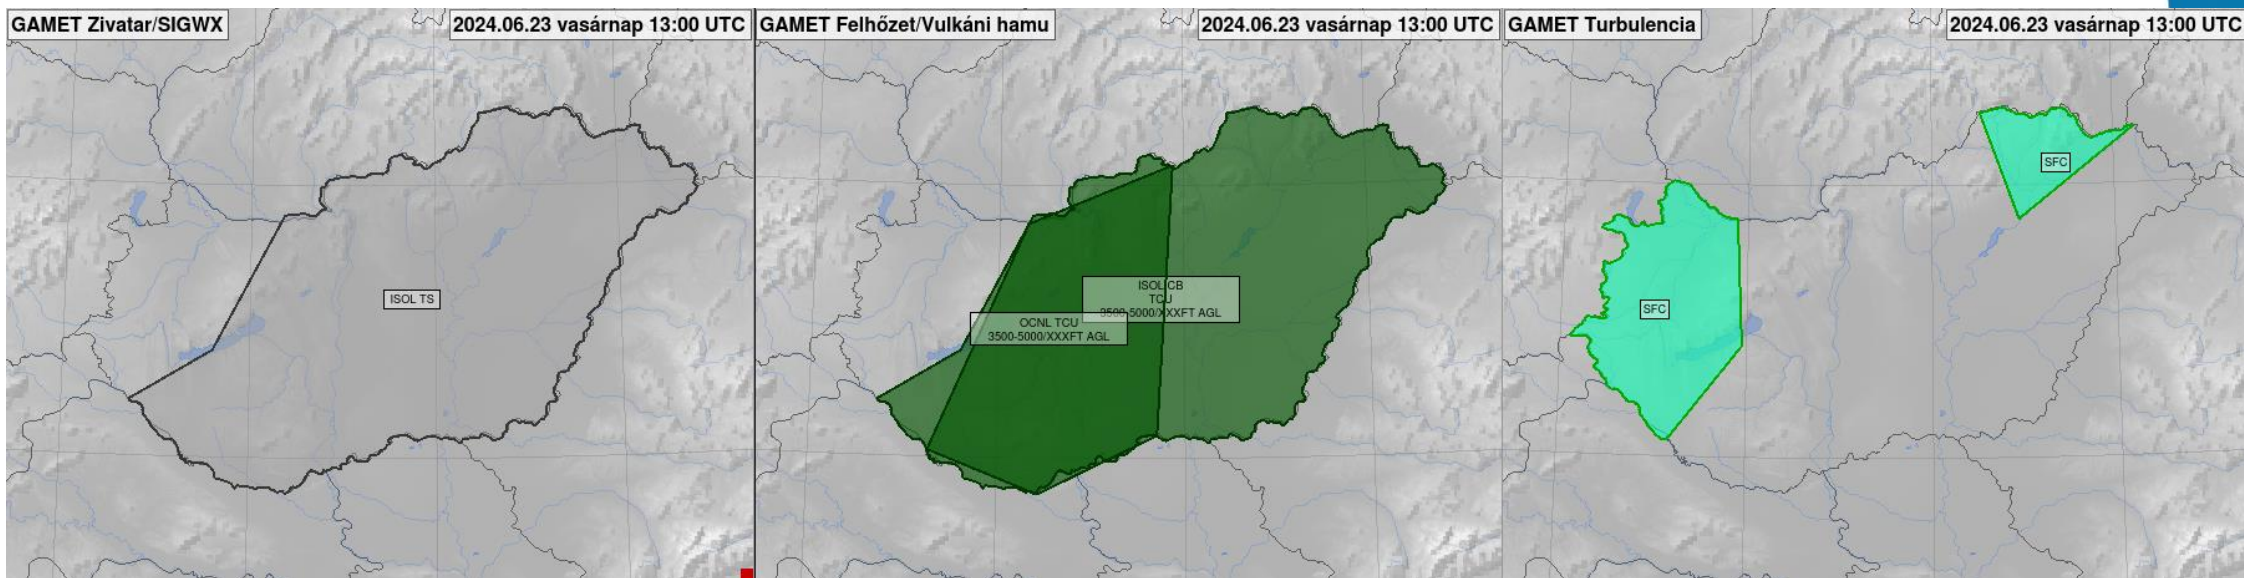 GAMET Zivatar/SIGWX
2024.06.23 vasárnap 13:00 UTC
ISOL TS
GAMET Felhőzet/Vulkáni hamu
2024.06.23 vasárnap 13:00 UTC
ISOL CB
TCU
3500-5000/XXXFT AGL
OCNL TCU
3500-5000/XXXFT AGL
GAMET Turbulencia
2024.06.23 vasárnap 13:00 UTC
SFC
SFC